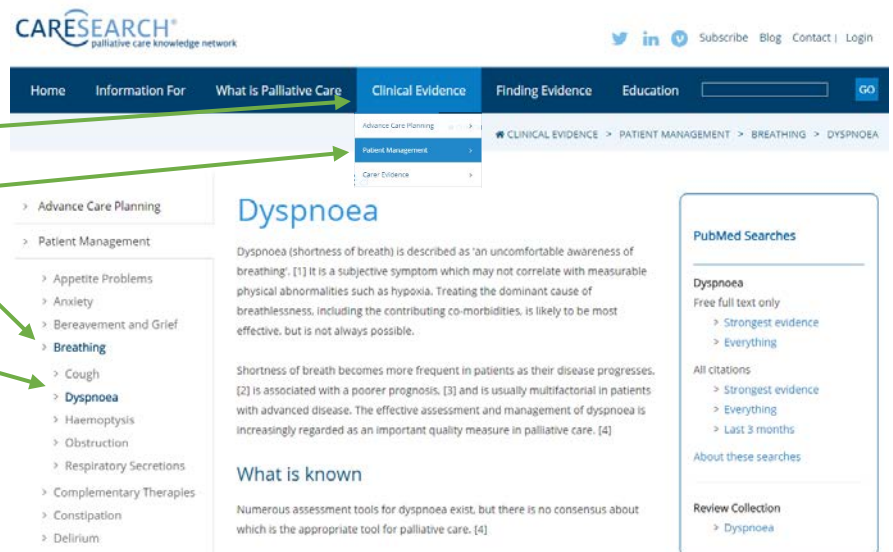 CARESEARCH®
palliative care knowledge network
Subscribe Blog Contact | Login
Home Information For What is Palliative Care Clinical Evidence Finding Evidence Education GO
Advance Care Planning >
Patient Management >
Carer Evidence >
CLINICAL EVIDENCE > PATIENT MANAGEMENT > BREATHING > DYSPNOEA
> Advance Care Planning
> Patient Management
> Appetite Problems
> Anxiety
> Bereavement and Grief
> Breathing
> Cough
> Dyspnoea
> Haemoptysis
> Obstruction
> Respiratory Secretions
> Complementary Therapies
> Constipation
> Delirium
Dyspnoea
Dyspnoea (shortness of breath) is described as 'an uncomfortable awareness of
breathing'. [1] It is a subjective symptom which may not correlate with measurable
physical abnormalities such as hypoxia. Treating the dominant cause of
breathlessness, including the contributing co-morbidities, is likely to be most
effective, but is not always possible.
Shortness of breath becomes more frequent in patients as their disease progresses,
[2] is associated with a poorer prognosis, [3] and is usually multifactorial in patients
with advanced disease. The effective assessment and management of dyspnoea is
increasingly regarded as an important quality measure in palliative care. [4]
What is known
Numerous assessment tools for dyspnoea exist, but there is no consensus about
which is the appropriate tool for palliative care. [4]
PubMed Searches
Dyspnoea
Free full text only
> Strongest evidence
> Everything
All citations
> Strongest evidence
> Everything
> Last 3 months
About these searches
Review Collection
> Dyspnoea